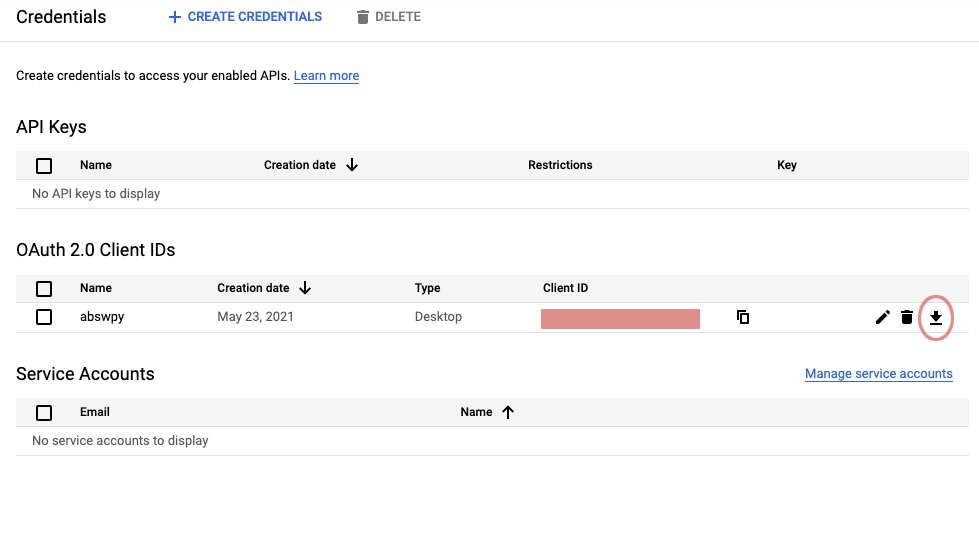 Credentials + CREATE CREDENTIALS DELETE
Create credentials to access your enabled APIs. Learn more
API Keys
Name Creation date Restrictions Key
No API keys to display
OAuth 2.0 Client IDs
Name Creation date Type Client ID
abswpy May 23, 2021 Desktop
Service Accounts Manage service accounts
Email Name
No service accounts to display